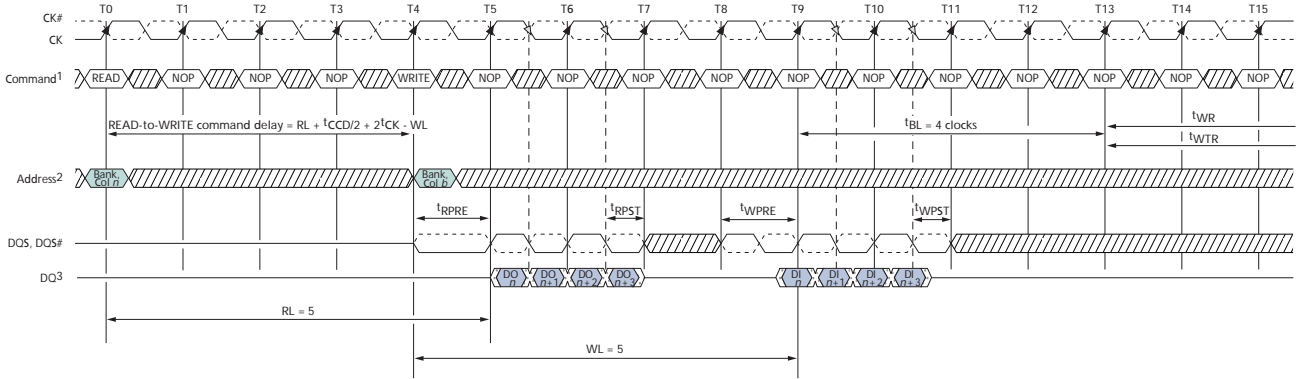 T0 T1 T2 T3 T4 T5 T6 T7 T8 T9 T10 T11 T12 T13 T14 T15
CK#
CK
Command1 READ NOP NOP NOP WRITE NOP NOP NOP NOP NOP NOP NOP NOP NOP NOP NOP
READ-to-WRITE command delay = RL + tCCD/2 + 2tCK - WL
tBL = 4 clocks
tWR
tWTR
Address2
Bank, Col n
Bank, Col b
tRPRE tRPST tWPRE tWPST
DQS, DQS#
DQ3
DO n DO n+1 DO n+2 DO n+3
DI n DI n+1 DI n+2 DI n+3
RL = 5
WL = 5